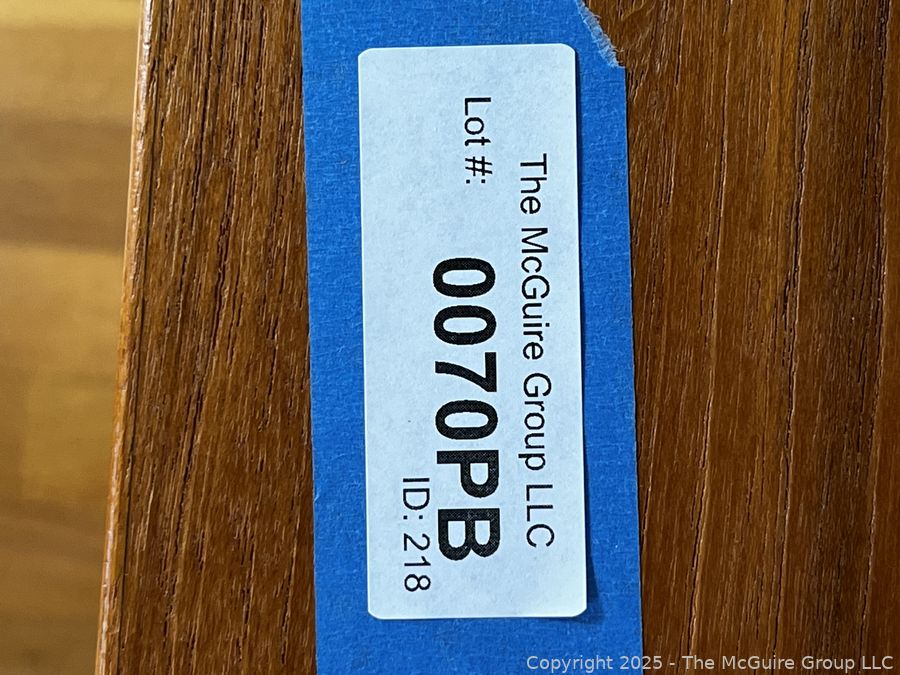 The McGuire Group LLC
Lot #:
0070PB
ID: 218
Copyright 2025 - The McGuire Group LLC